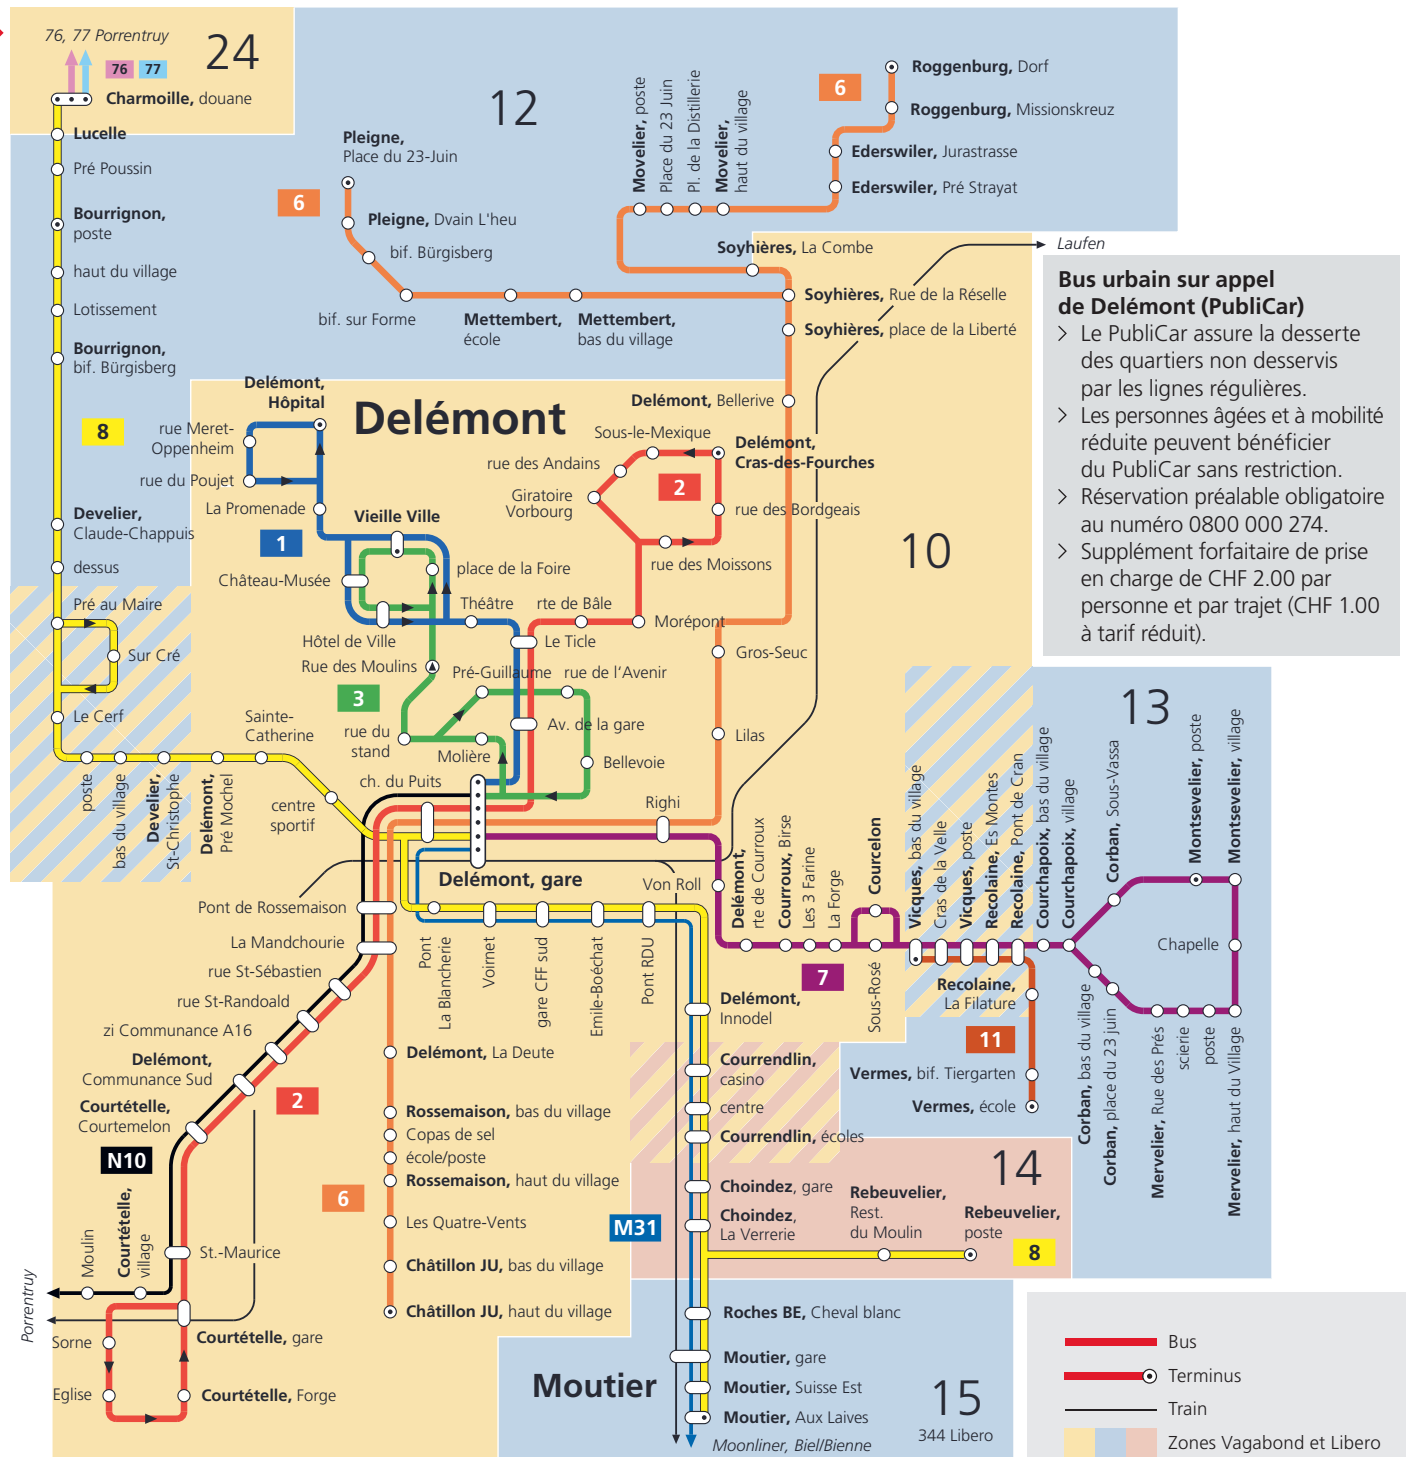 76, 77 Porrentruy
24
76
77
Charmoille, douane
Lucelle
Pré Poussin
Bourrignon,
poste
haut du village
Lotissement
Bourrignon,
bif. Bürgisberg
8
Develier,
Claude-Chappuis
dessus
Pré au Maire
Sur Cré
Le Cerf
poste
bas du village
Develier,
St-Christophe
Delémont,
Pré Mochel
Sainte-
Catherine
centre
sportif
12
Pleigne,
Place du 23-Juin
6
Pleigne, Dvain L'heu
bif. Bürgisberg
bif. sur Forme
Mettembert,
école
Mettembert,
bas du village
Movelier, poste
Place du 23 Juin
Pl. de la Distillerie
Movelier,
haut du village
6
Roggenburg, Dorf
Roggenburg, Missionskreuz
Ederswiler, Jurastrasse
Ederswiler, Pré Strayat
Soyhières, La Combe
Soyhières, Rue de la Réselle
Soyhières, place de la Liberté
Laufen
Bus urbain sur appel
de Delémont (PubliCar)
> Le PubliCar assure la desserte
des quartiers non desservis
par les lignes régulières.
> Les personnes âgées et à mobilité
réduite peuvent bénéficier
du PubliCar sans restriction.
> Réservation préalable obligatoire
au numéro 0800 000 274.
> Supplément forfaitaire de prise
en charge de CHF 2.00 par
personne et par trajet (CHF 1.00
à tarif réduit).
Delémont
10
Delémont,
Hôpital
rue Meret-
Oppenheim
rue du Poujet
La Promenade
1
Vieille Ville
Château-Musée
place de la Foire
Hôtel de Ville
Théâtre
Rue des Moulins
3
Pré-Guillaume
rue de l'Avenir
rue du
stand
Molière
Bellevoie
ch. du Puits
Delémont, Bellerive
Sous-le-Mexique
Delémont,
Cras-des-Fourches
rue des Andains
2
Giratoire
Vorbourg
rue des Bordgeais
rue des Moissons
rte de Bâle
Morépont
Le Ticle
Av. de la gare
Gros-Seuc
Lilas
Righi
Delémont, gare
Von Roll
Delémont,
rte de Courroux
Courroux, Birse
Les 3 Farine
La Forge
Courcelon
Sous-Rosé
7
Vicques, bas du village
Cras de la Velle
Vicques, poste
Recolaine, Es Montes
Recolaine, Pont de Cran
Courchapoix, bas du village
Courchapoix, village
13
Corban, Sous-Vassa
Montsevelier, poste
Montsevelier, village
Chapelle
Corban, bas du village
Corban, place du 23 juin
Mervelier, Rue des Prés
scierie
poste
Mervelier, haut du Village
Recolaine,
La Filature
11
Vermes, bif. Tiergarten
Vermes, école
Pont de Rossemaison
La Mandchourie
rue St-Sébastien
rue St-Randoald
zi Communance A16
Delémont,
Communance Sud
Courtételle,
Courtemelon
2
N10
Moulin
Courtételle,
village
St.-Maurice
Porrentruy
Sorne
Eglise
Courtételle, gare
Courtételle, Forge
Pont
La Blancherie
Voirnet
gare CFF sud
Emile-Boéchat
Pont RDU
Delémont, La Deute
Rossemaison, bas du village
Copas de sel
école/poste
Rossemaison, haut du village
6
Les Quatre-Vents
Châtillon JU, bas du village
Châtillon JU, haut du village
Delémont,
Innodel
Courrendlin,
casino
centre
Courrendlin, écoles
14
Choindez, gare
Choindez,
La Verrerie
M31
Rebeuvelier,
Rest.
du Moulin
Rebeuvelier,
poste
8
Roches BE, Cheval blanc
Moutier
Moutier, gare
Moutier, Suisse Est
Moutier, Aux Laives
15
344 Libero
Moonliner, Biel/Bienne
Bus
Terminus
Train
Zones Vagabond et Libero